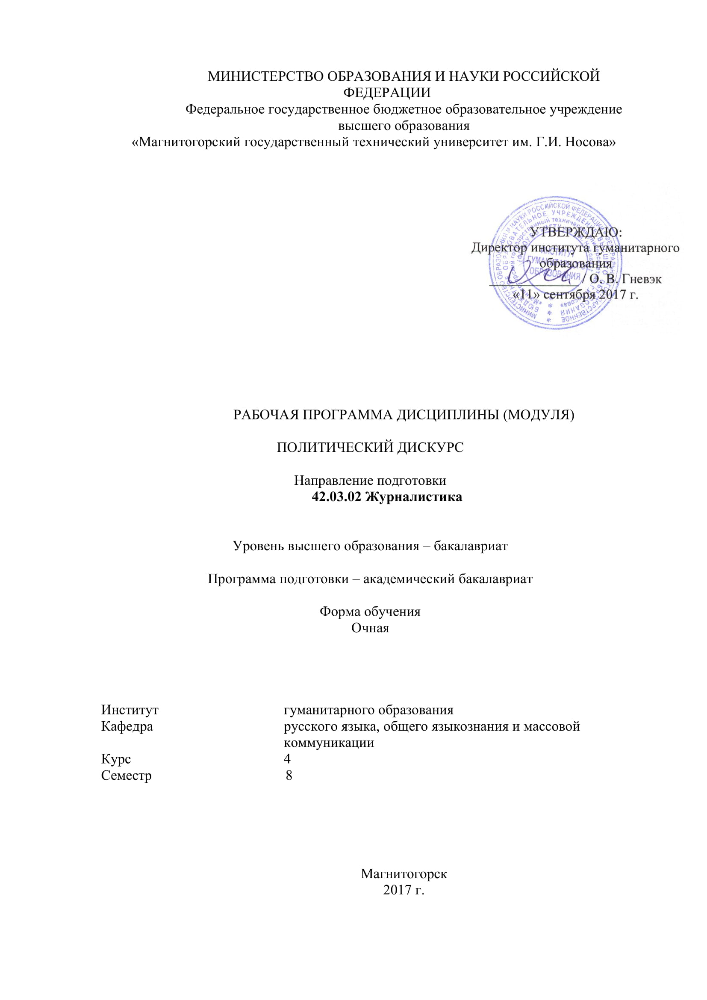 МИНИСТЕРСТВО ОБРАЗОВАНИЯ И НАУКИ РОССИЙСКОЙ
ФЕДЕРАЦИИ
Федеральное государственное бюджетное образовательное учреждение
высшего образования
«Магнитогорский государственный технический университет им. Г.И. Носова»
УТВЕРЖДАЮ:
Директор института гуманитарного
образования
/ О. В. Гневэк
«11» сентября 2017 г.
ИНСТИТУТ
ГУМАНИТАРНОГО
ОБРАЗОВАНИЯ
РАБОЧАЯ ПРОГРАММА ДИСЦИПЛИНЫ (МОДУЛЯ)
ПОЛИТИЧЕСКИЙ ДИСКУРС
Направление подготовки
42.03.02 Журналистика
Уровень высшего образования – бакалавриат
Программа подготовки – академический бакалавриат
Форма обучения
Очная
Институт гуманитарного образования
Кафедра русского языка, общего языкознания и массовой
коммуникации
Курс 4
Семестр 8
Магнитогорск
2017 г.